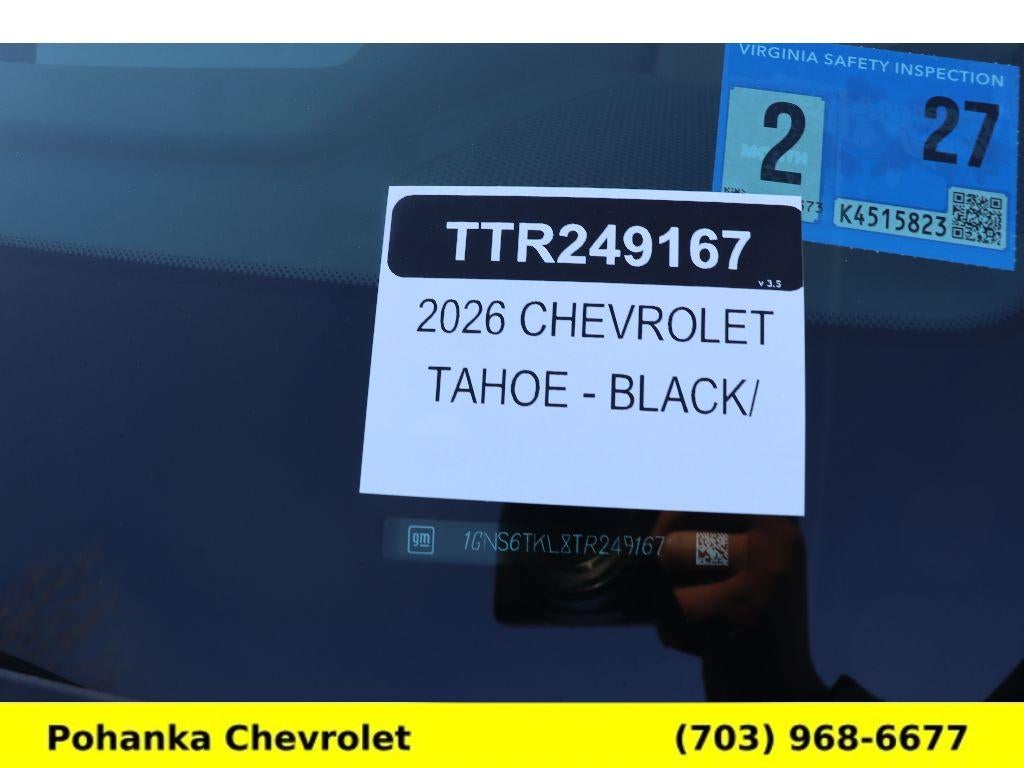 VIRGINIA SAFETY INSPECTION
2 27
K4515823
TTR249167
v 3.5
2026 CHEVROLET
TAHOE - BLACK/
gm 1GNS6TKL8TR249167
Pohanka Chevrolet (703) 968-6677